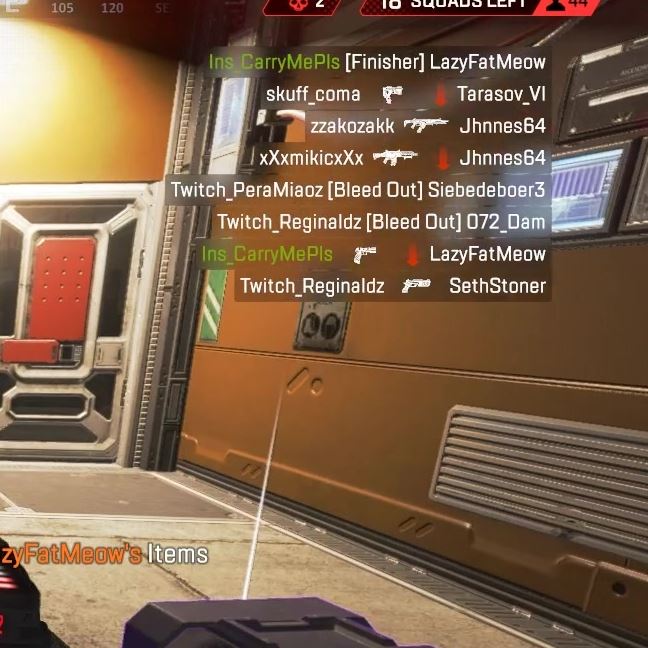 105 120 SE
2 18 SQUADS LEFT 44
Ins_CarryMePls [Finisher] LazyFatMeow
skuff_coma Tarasov_VI
zzakozakk Jhnnes64
xXxmikicxXx Jhnnes64
Twitch_PeraMiaoz [Bleed Out] Siebedeboer3
Twitch_Reginaldz [Bleed Out] 072_Dam
Ins_CarryMePls LazyFatMeow
Twitch_Reginaldz SethStoner
zyFatMeow's Items